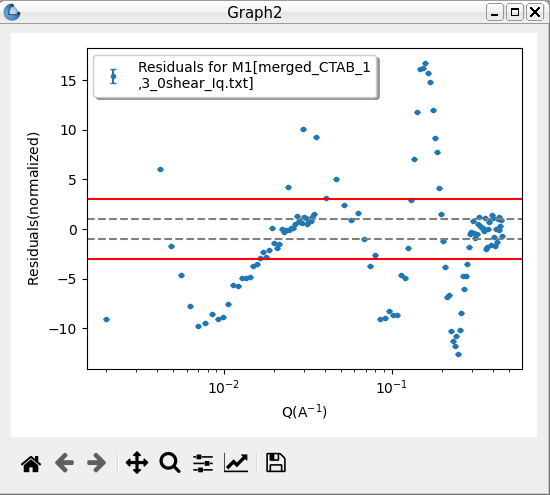 Graph2
Residuals for M1[merged_CTAB_1
,3_0shear_Iq.txt]
15
10
5
0
−5
−10
Residuals(normalized)
10⁻² 10⁻¹
Q(A⁻¹)